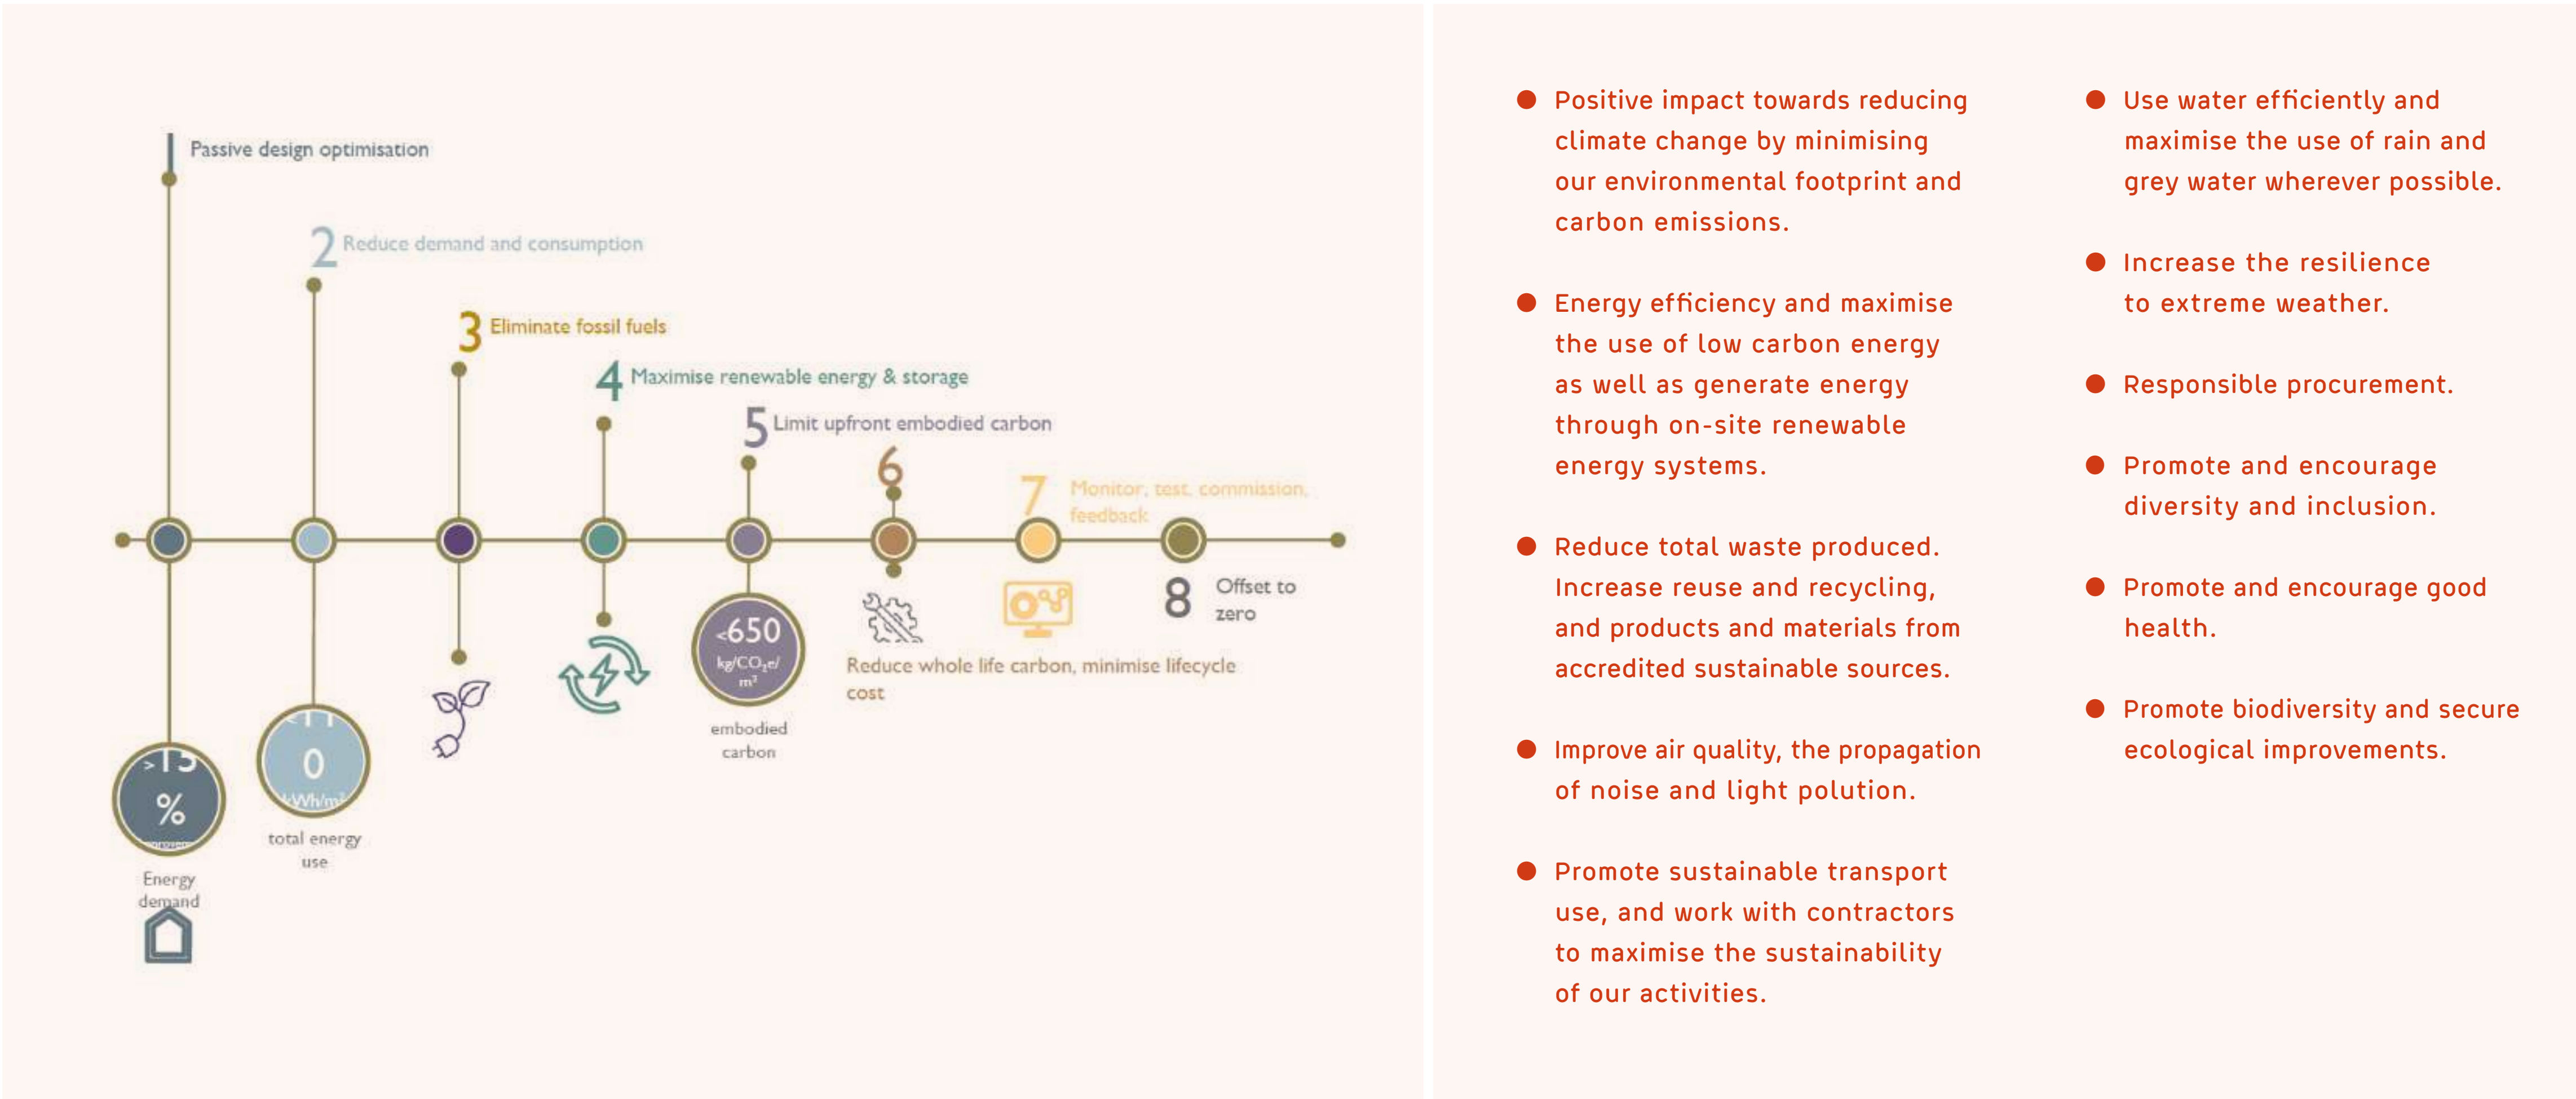 1 Passive design optimisation
2 Reduce demand and consumption
3 Eliminate fossil fuels
4 Maximise renewable energy & storage
5 Limit upfront embodied carbon
6
7 Monitor, test, commission,
feedback
8 Offset to
zero
Reduce whole life carbon, minimise lifecycle
cost
<650
kg/CO₂e/
m²
embodied
carbon
<11
0
kWh/m²
total energy
use
>15
%
Energy
demand
● Positive impact towards reducing
climate change by minimising
our environmental footprint and
carbon emissions.
● Energy efficiency and maximise
the use of low carbon energy
as well as generate energy
through on-site renewable
energy systems.
● Reduce total waste produced.
Increase reuse and recycling,
and products and materials from
accredited sustainable sources.
● Improve air quality, the propagation
of noise and light polution.
● Promote sustainable transport
use, and work with contractors
to maximise the sustainability
of our activities.
● Use water efficiently and
maximise the use of rain and
grey water wherever possible.
● Increase the resilience
to extreme weather.
● Responsible procurement.
● Promote and encourage
diversity and inclusion.
● Promote and encourage good
health.
● Promote biodiversity and secure
ecological improvements.